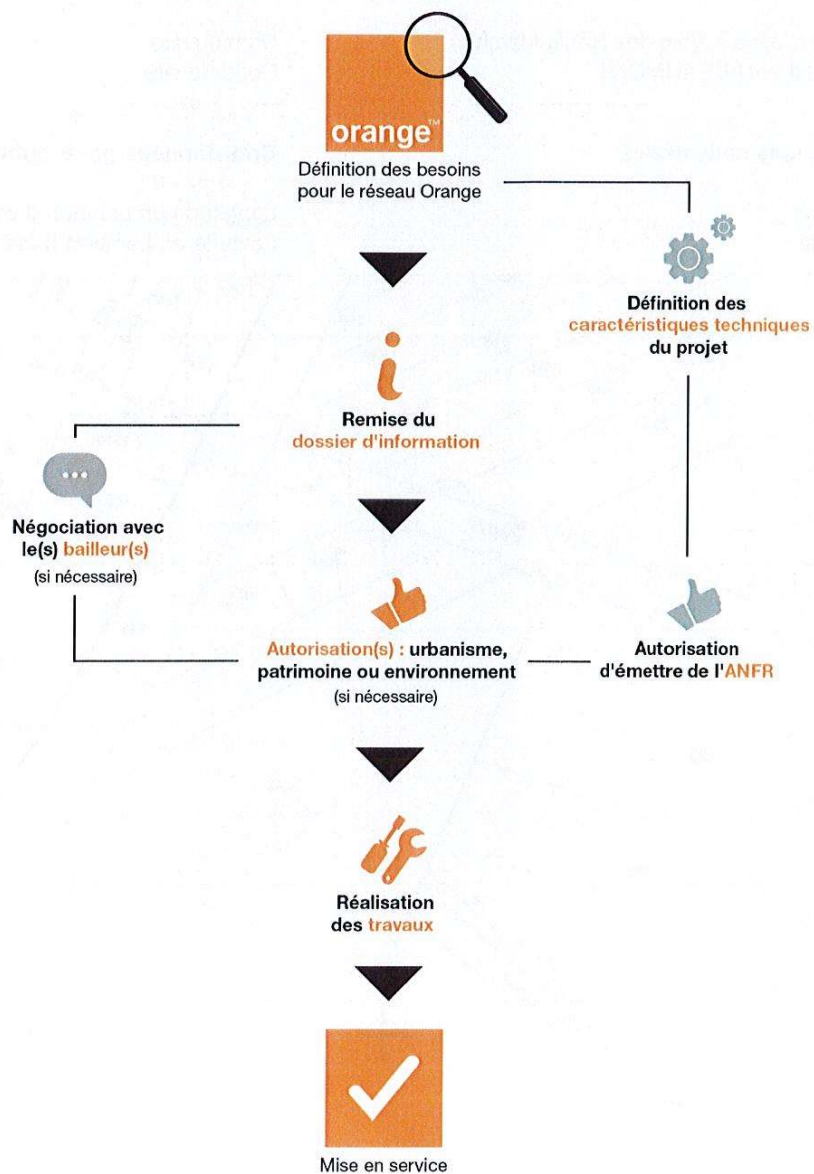 orange™
Définition des besoins
pour le réseau Orange
Définition des
caractéristiques techniques
du projet
Remise du
dossier d'information
Négociation avec
le(s) bailleur(s)
(si nécessaire)
Autorisation(s) : urbanisme,
patrimoine ou environnement
(si nécessaire)
Autorisation
d'émettre de l'ANFR
Réalisation
des travaux
Mise en service